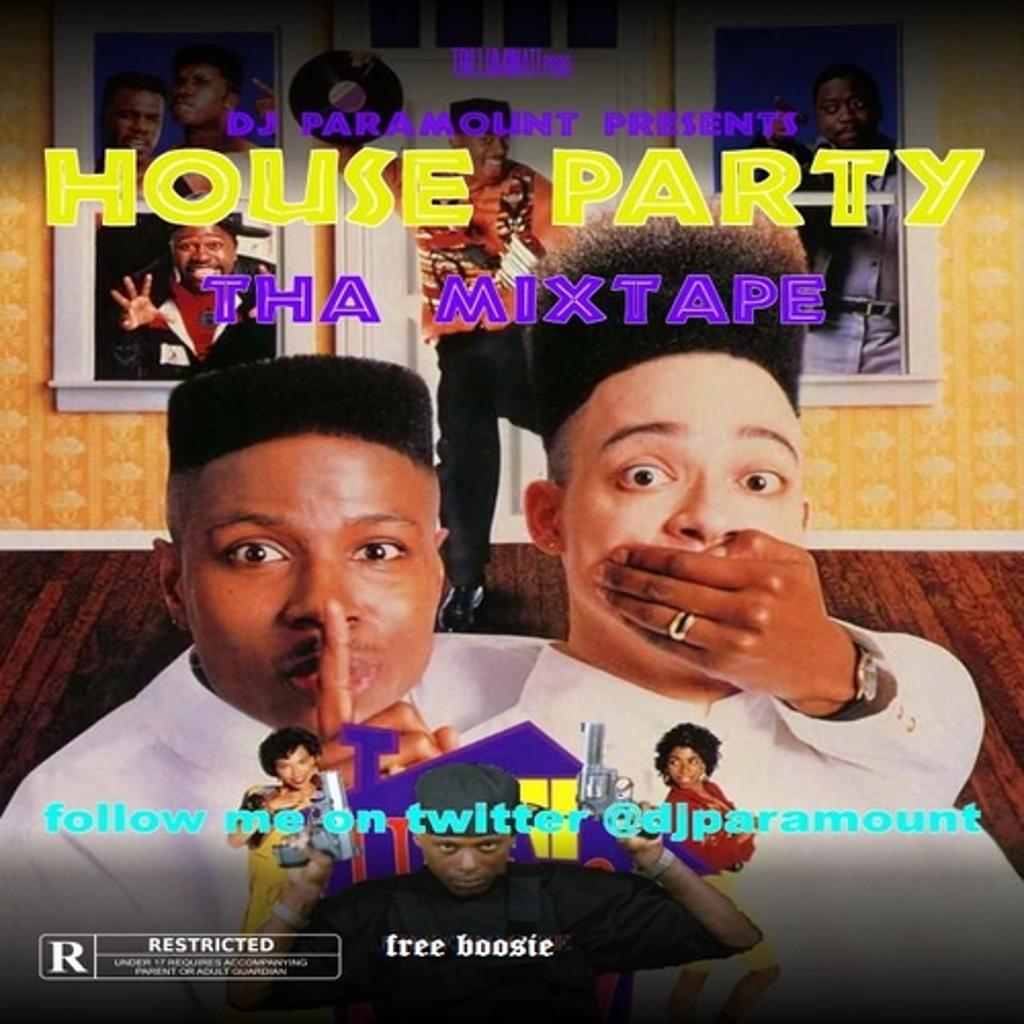 DJ PARAMOUNT PRESENTS
HOUSE PARTY
THA MIXTAPE
follow me on twitter @djparamount
free boosie
R
RESTRICTED
UNDER 17 REQUIRES ACCOMPANYING
PARENT OR ADULT GUARDIAN